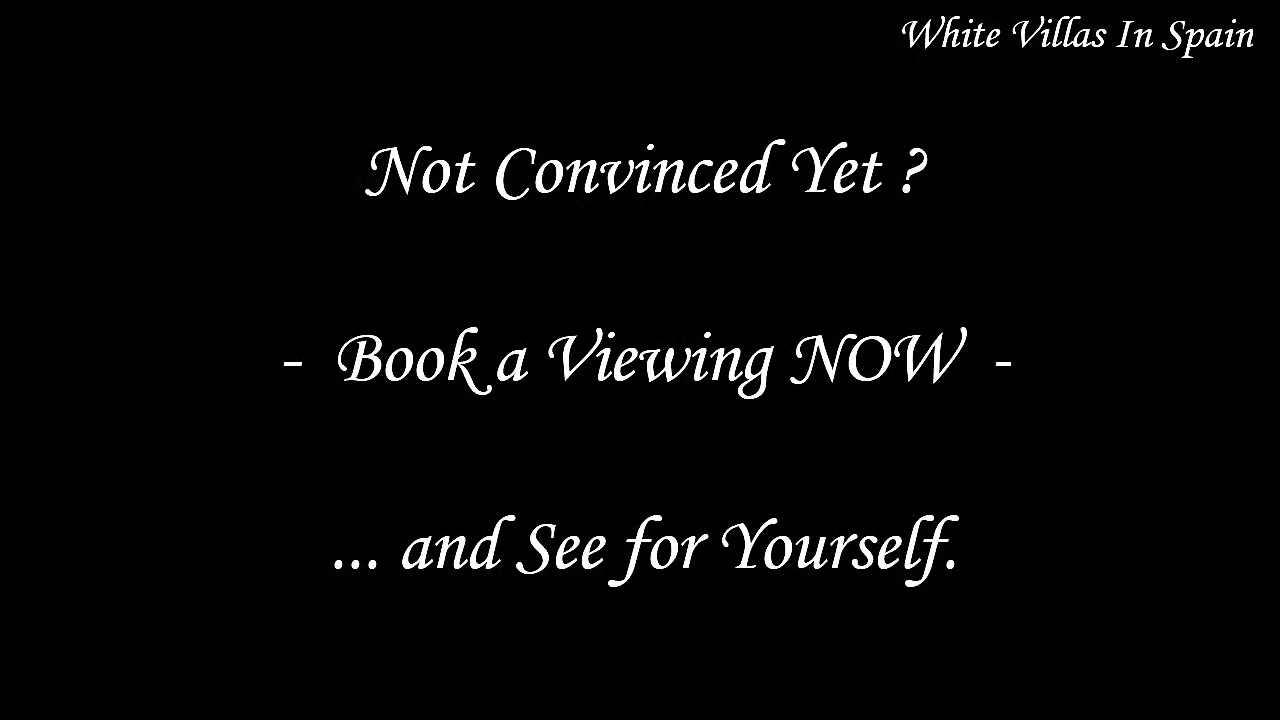 White Villas In Spain
Not Convinced Yet ?
- Book a Viewing NOW -
... and See for Yourself.